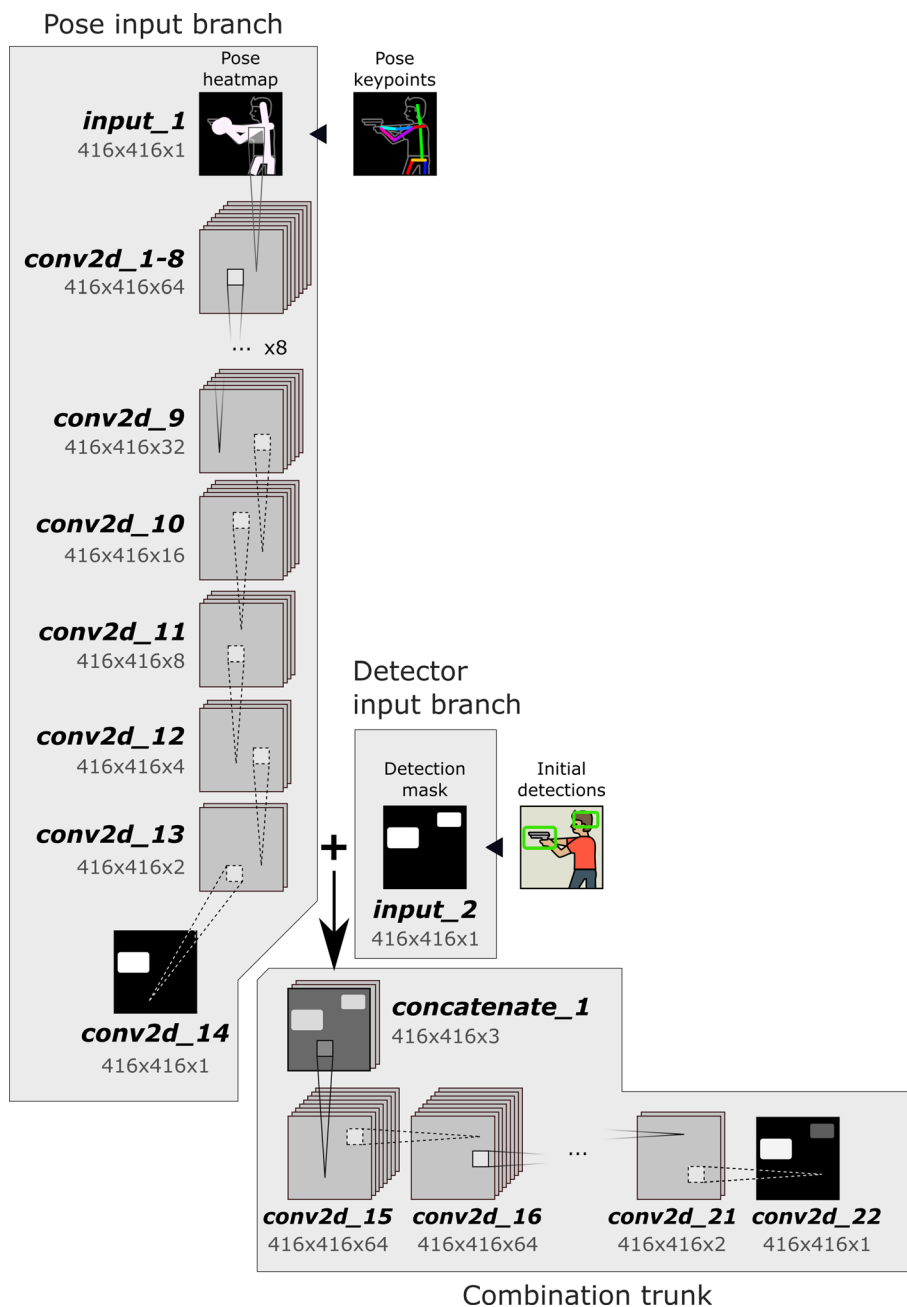 Pose input branch
Pose
heatmap
Pose
keypoints
input_1
416x416x1
conv2d_1-8
416x416x64
... x8
conv2d_9
416x416x32
conv2d_10
416x416x16
conv2d_11
416x416x8
conv2d_12
416x416x4
conv2d_13
416x416x2
conv2d_14
416x416x1
Detector
input branch
Detection
mask
Initial
detections
+
input_2
416x416x1
concatenate_1
416x416x3
...
conv2d_15
416x416x64
conv2d_16
416x416x64
conv2d_21
416x416x2
conv2d_22
416x416x1
Combination trunk